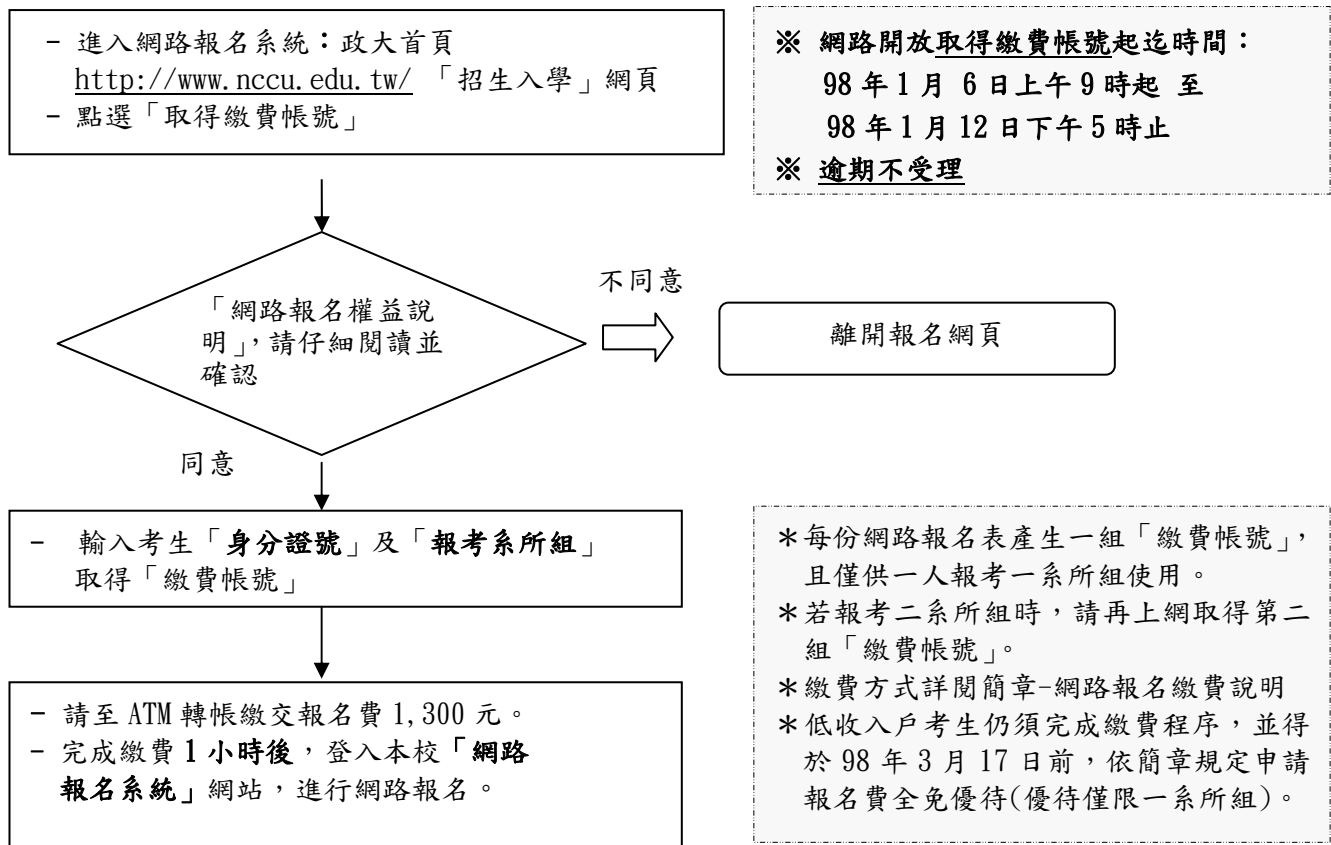 - 進入網路報名系統：政大首頁
http://www.nccu.edu.tw/ 「招生入學」網頁
- 點選「取得繳費帳號」
※ 網路開放取得繳費帳號起迄時間：
98 年 1 月 6 日上午 9 時起 至
98 年 1 月 12 日下午 5 時止
※ 逾期不受理
「網路報名權益說
明」，請仔細閱讀並
確認
不同意
離開報名網頁
同意
- 輸入考生「身分證號」及「報考系所組」
取得「繳費帳號」
- 請至 ATM 轉帳繳交報名費 1,300 元。
- 完成繳費 1 小時後，登入本校「網路
報名系統」網站，進行網路報名。
＊每份網路報名表產生一組「繳費帳號」，
且僅供一人報考一系所組使用。
＊若報考二系所組時，請再上網取得第二
組「繳費帳號」。
＊繳費方式詳閱簡章-網路報名繳費說明
＊低收入戶考生仍須完成繳費程序，並得
於 98 年 3 月 17 日前，依簡章規定申請
報名費全免優待(優待僅限一系所組)。